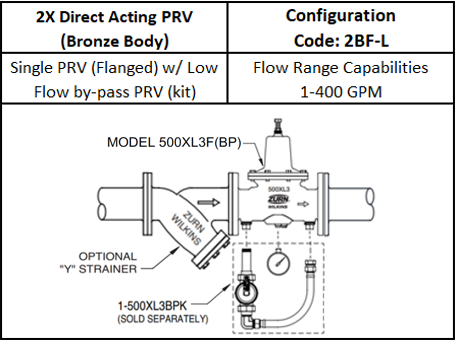 2X Direct Acting PRV
(Bronze Body)
Configuration
Code: 2BF-L
Single PRV (Flanged) w/ Low
Flow by-pass PRV (kit)
Flow Range Capabilities
1-400 GPM
MODEL 500XL3F(BP)
500XL3
ZURN
WILKINS
ZURN
WILKINS
OPTIONAL
"Y" STRAINER
1-500XL3BPK
(SOLD SEPARATELY)